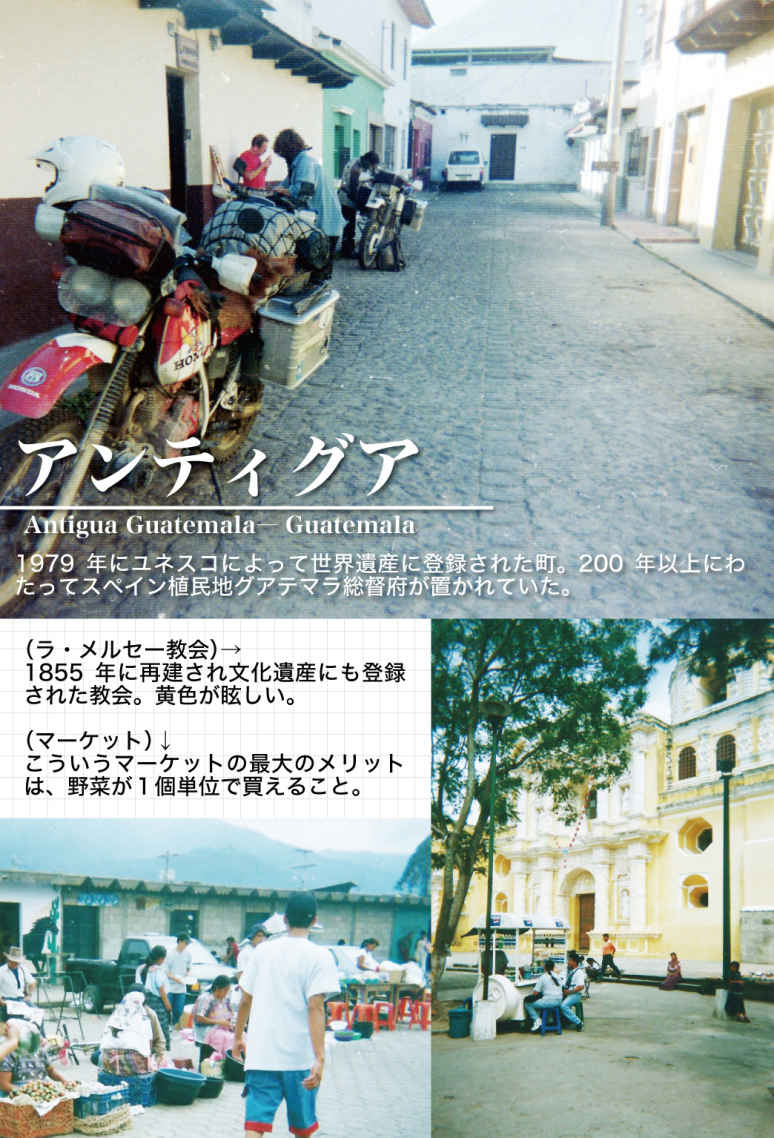 アンティグア
Antigua Guatemala― Guatemala
1979 年にユネスコによって世界遺産に登録された町。200 年以上にわ
たってスペイン植民地グアテマラ総督府が置かれていた。
（ラ・メルセー教会）→
1855 年に再建され文化遺産にも登録
された教会。黄色が眩しい。
（マーケット）↓
こういうマーケットの最大のメリット
は、野菜が１個単位で買えること。
HONDA
HONDA